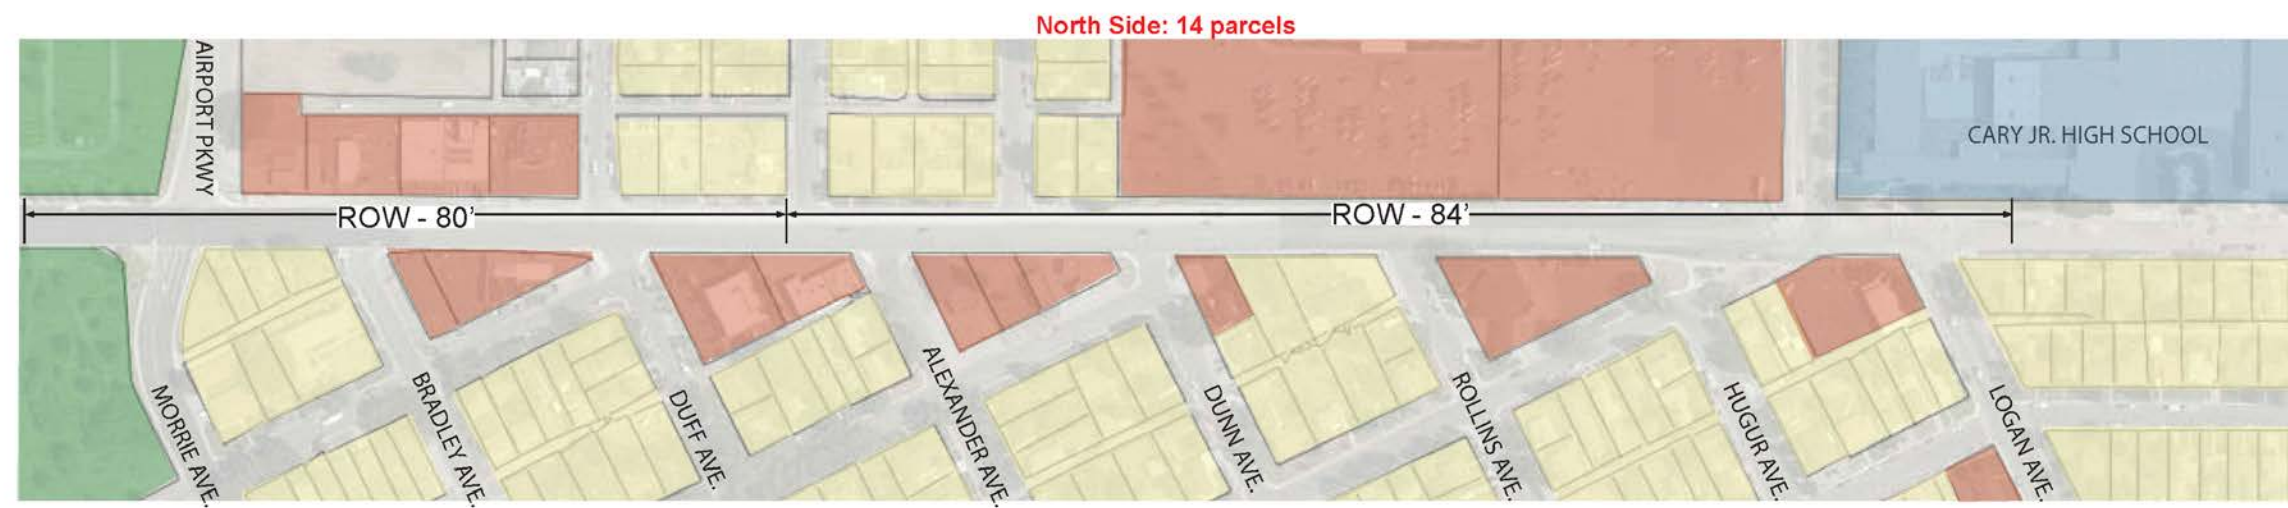 North Side: 14 parcels
AIRPORT PKWY
CARY JR. HIGH SCHOOL
ROW - 80'
ROW - 84'
MORRIE AVE.
BRADLEY AVE.
DUFF AVE.
ALEXANDER AVE.
DUNN AVE.
ROLLINS AVE.
HUGUR AVE.
LOGAN AVE.